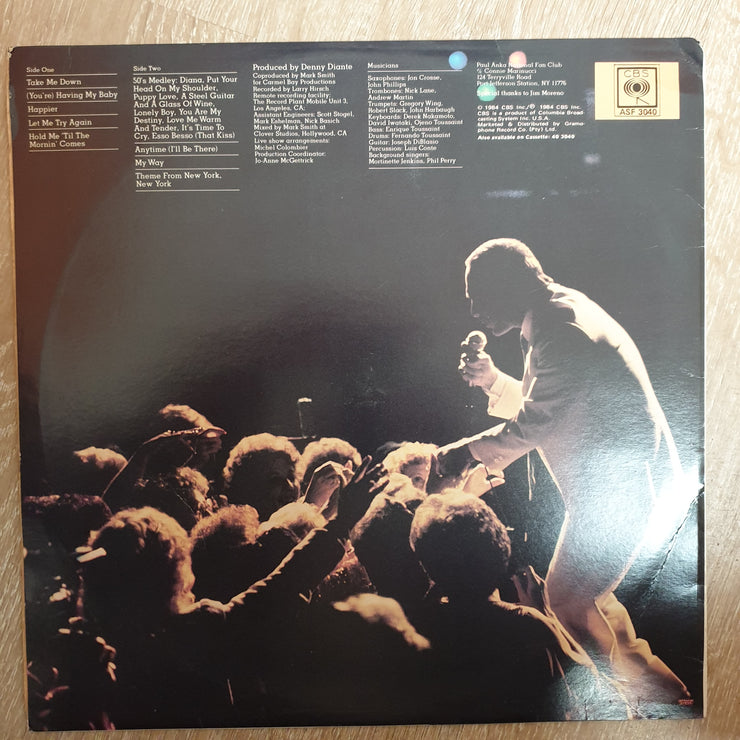 Side One
Take Me Down
(You're) Having My Baby
Happier
Let Me Try Again
Hold Me 'Til The
Mornin' Comes
Side Two
50's Medley: Diana, Put Your
Head On My Shoulder,
Puppy Love, A Steel Guitar
And A Glass Of Wine,
Lonely Boy, You Are My
Destiny, Love Me Warm
And Tender, It's Time To
Cry, Esso Besso (That Kiss)
Anytime (I'll Be There)
My Way
Theme From New York,
New York
Produced by Denny Diante
Coproduced by Mark Smith
for Carmel Bay Productions
Recorded by Larry Hirsch
Remote recording facility:
The Record Plant Mobile Unit 3,
Los Angeles, CA;
Assistant Engineers: Scott Stogel,
Mark Eshelman, Nick Basich
Mixed by Mark Smith at
Clover Studios, Hollywood, CA
Live show arrangements:
Michel Colombier
Production Coordinator:
Jo-Anne McGettrick
Musicians
Saxophones: Jon Crosse,
John Phillips
Trombones: Nick Lane,
Andrew Martin
Trumpets: Gregory Wing,
Robert Slack, John Harbaugh
Keyboards: Derek Nakamoto,
David Iwataki, Ojeno Toussaint
Bass: Enrique Toussaint
Drums: Fernando Toussaint
Guitar: Joseph DiBlasio
Percussion: Luis Conte
Background singers:
Mortinette Jenkins, Phil Perry
Paul Anka National Fan Club
% Connie Marinucci
124 Terryville Road
Port Jefferson Station, NY 11776
Special thanks to Jan Moreno
© 1984 CBS Inc./℗ 1984 CBS Inc.
CBS is a product of Columbia Broad-
casting System Inc. U.S.A.
Marketed & Distributed by Gramo-
phone Record Co. (Pty) Ltd.
Also available on Cassette: 40 3040
CBS
ASF 3040